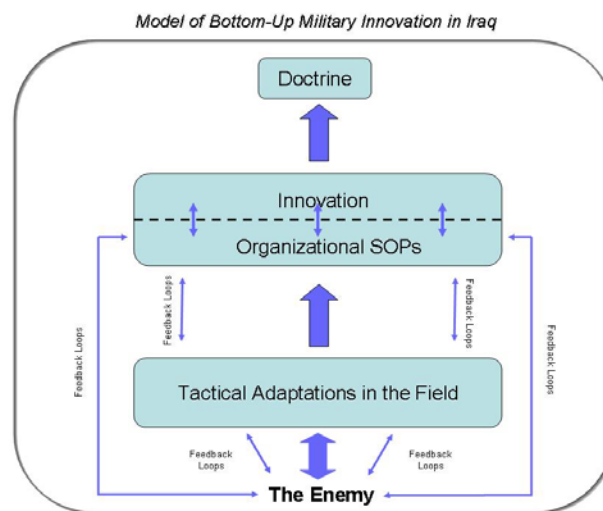 Model of Bottom-Up Military Innovation in Iraq
Doctrine
Innovation
Organizational SOPs
Feedback Loops
Feedback Loops
Feedback Loops
Feedback Loops
Tactical Adaptations in the Field
Feedback
Loops
Feedback
Loops
The Enemy